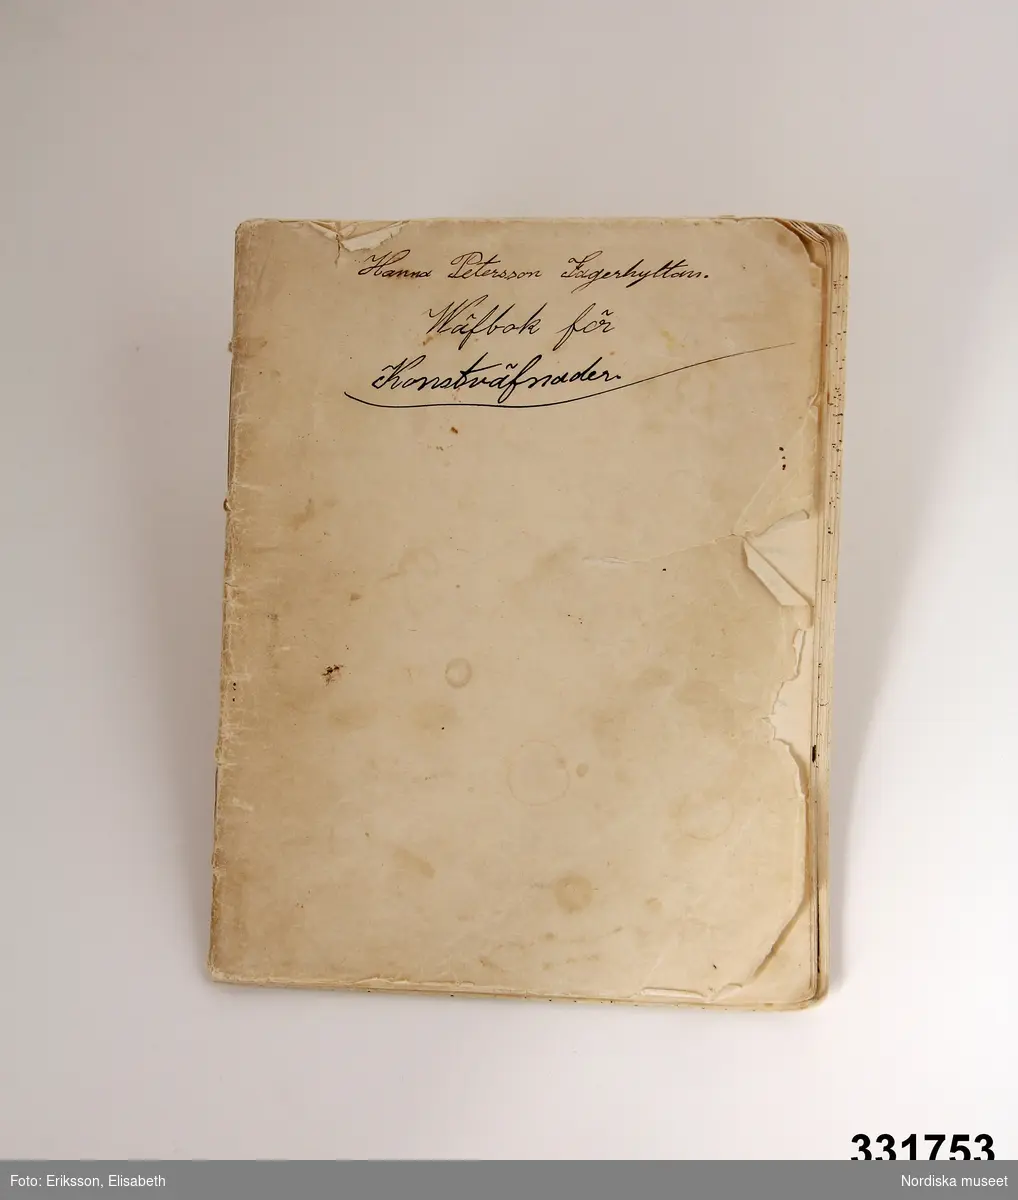 Hanna Petersson Fagerhyttan.
Wäfbok för
Konstväfnader.
331753
Foto: Eriksson, Elisabeth
Nordiska museet